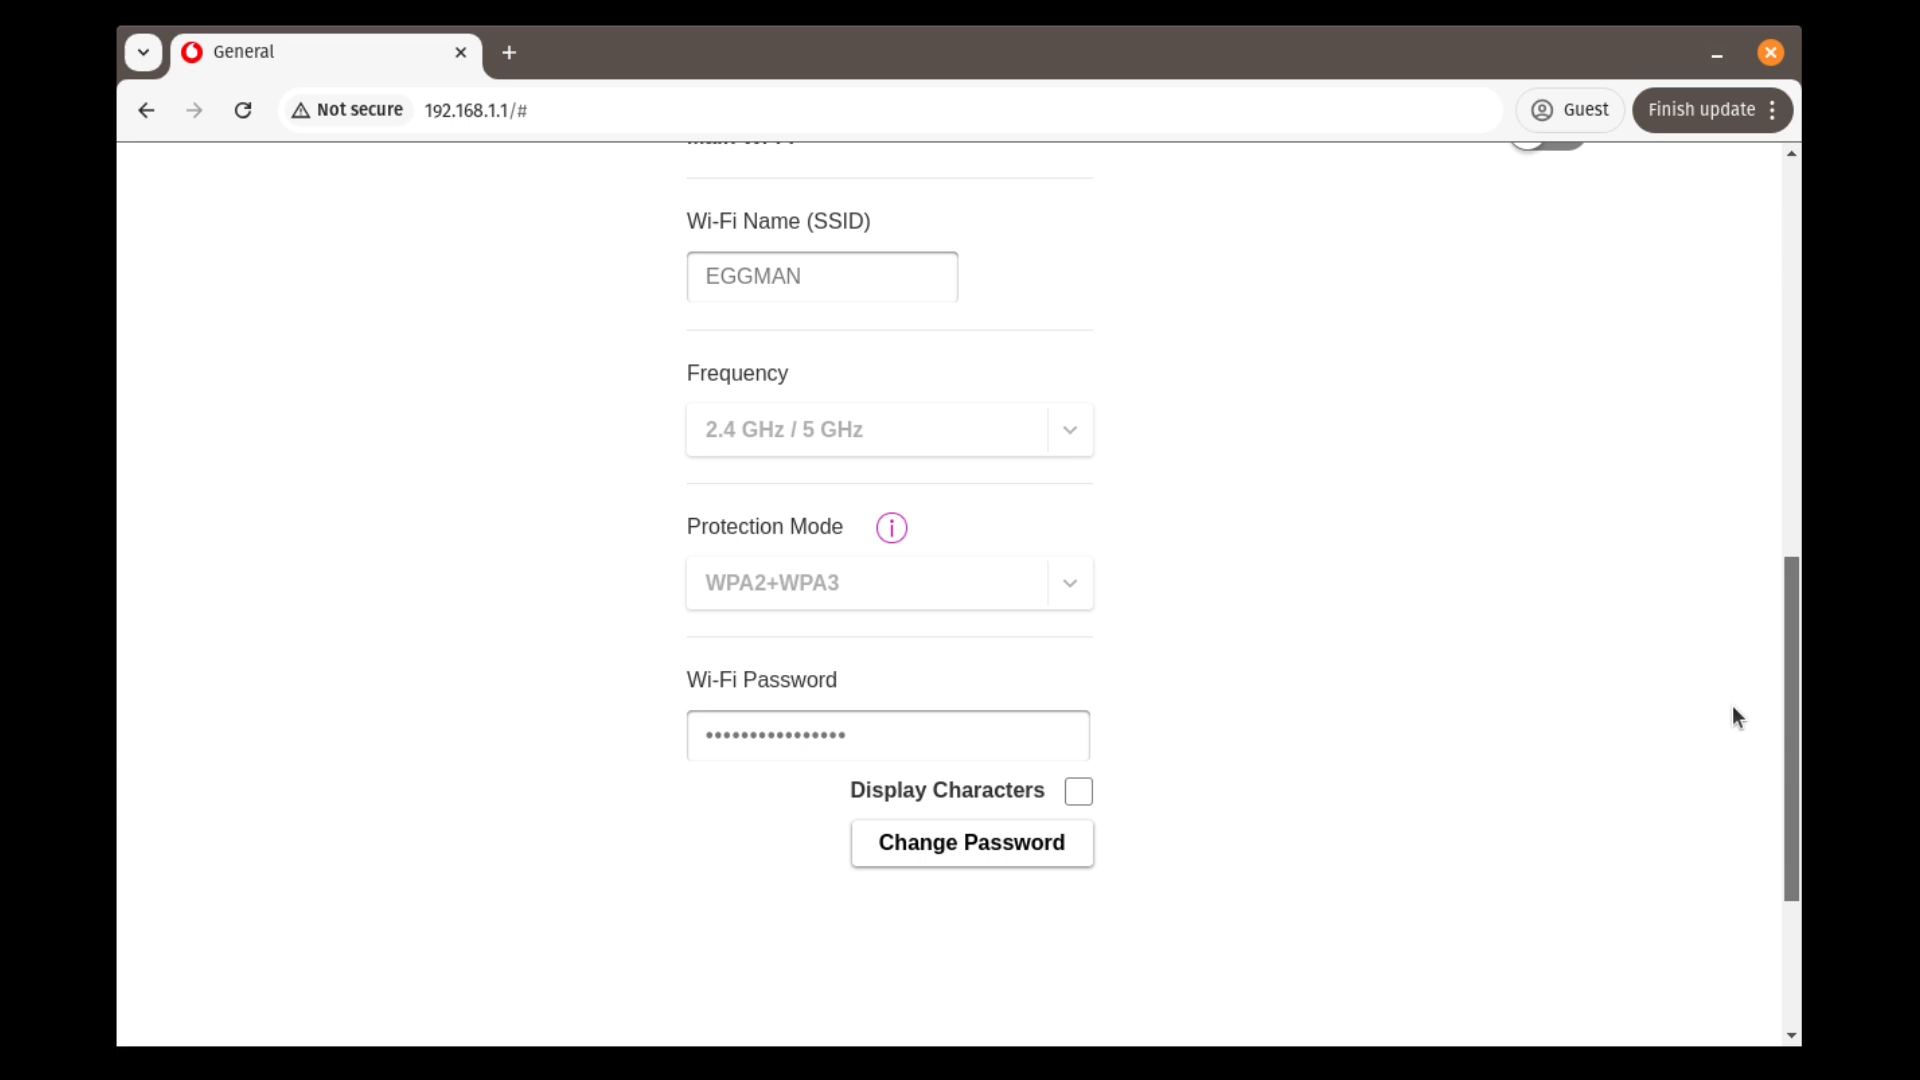 General
Not secure
192.168.1.1/#
Guest
Finish update
Wi-Fi Name (SSID)
EGGMAN
Frequency
2.4 GHz / 5 GHz
Protection Mode
WPA2+WPA3
Wi-Fi Password
••••••••••••••••
Display Characters
Change Password